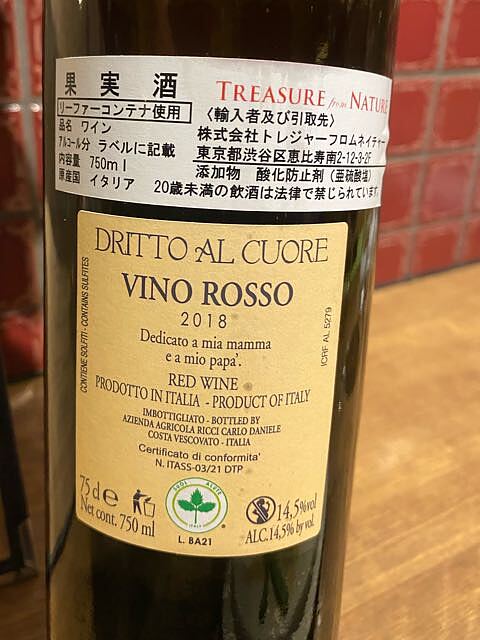 果実酒
TREASURE from NATURE
リーファーコンテナ使用
〈輸入者及び引取先〉
品名 ワイン
株式会社トレジャーフロムネイチャー
アルコール分 ラベルに記載
東京都渋谷区恵比寿南2-12-3-2F
内容量 750ml
添加物 酸化防止剤(亜硫酸塩)
原産国 イタリア
20歳未満の飲酒は法律で禁じられています。
DRITTO AL CUORE
VINO ROSSO
2018
Dedicato a mia mamma
e a mio papa'.
RED WINE
PRODOTTO IN ITALIA - PRODUCT OF ITALY
IMBOTTIGLIATO - BOTTLED BY
AZIENDA AGRICOLA RICCI CARLO DANIELE
COSTA VESCOVATO - ITALIA
Certificato di conformita'
N. ITASS-03/21 DTP
CONTIENE SOLFITI - CONTAINS SULFITES
ICRF AL 5279
75 cl e
Net cont. 750 ml
L. BA21
14,5%vol
ALC.14,5% by vol.